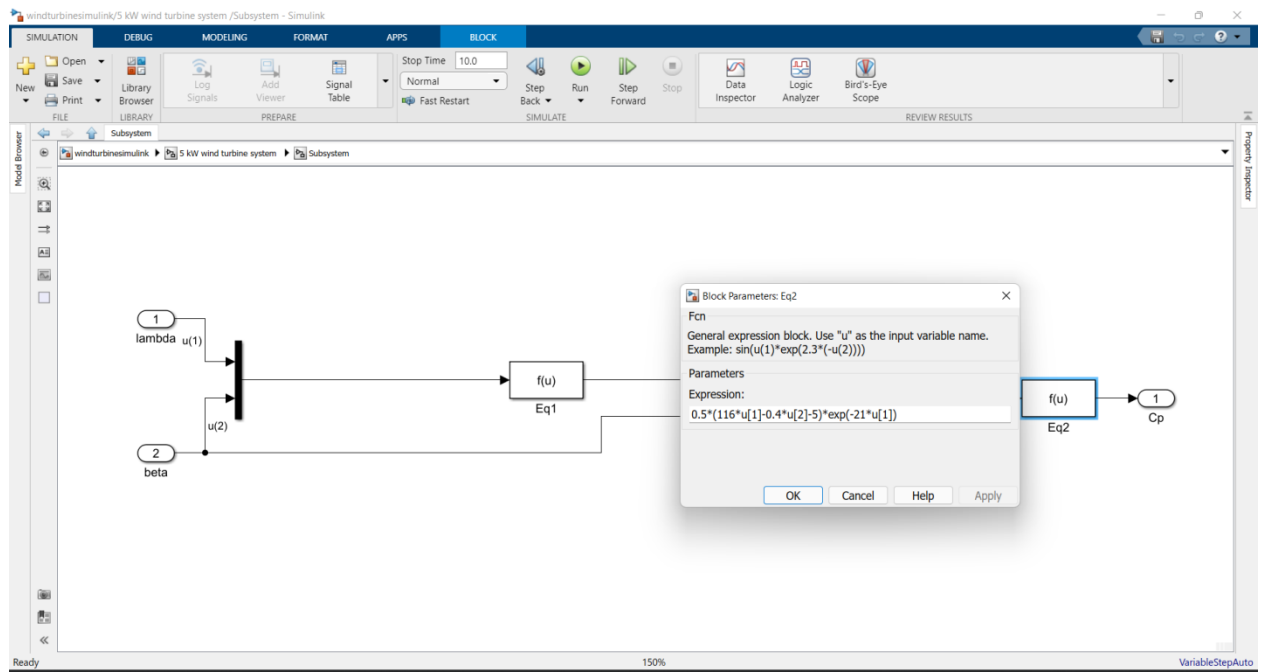 windturbinesimulink/5 kW wind turbine system /Subsystem - Simulink
SIMULATION DEBUG MODELING FORMAT APPS BLOCK
New
Open
Save
Print
FILE
Library Browser
LIBRARY
Log Signals
Add Viewer
Signal Table
PREPARE
Stop Time 10.0
Normal
Fast Restart
Step Back
Run
Step Forward
Stop
SIMULATE
Data Inspector
Logic Analyzer
Bird's-Eye Scope
REVIEW RESULTS
Model Browser
Subsystem
windturbinesimulink 5 kW wind turbine system Subsystem
Property Inspector
1
lambda
u(1)
u(2)
2
beta
f(u)
Eq1
Block Parameters: Eq2
Fcn
General expression block. Use "u" as the input variable name.
Example: sin(u(1)*exp(2.3*(-u(2))))
Parameters
Expression:
0.5*(116*u[1]-0.4*u[2]-5)*exp(-21*u[1])
OK Cancel Help Apply
f(u)
Eq2
1
Cp
Ready 150% VariableStepAuto